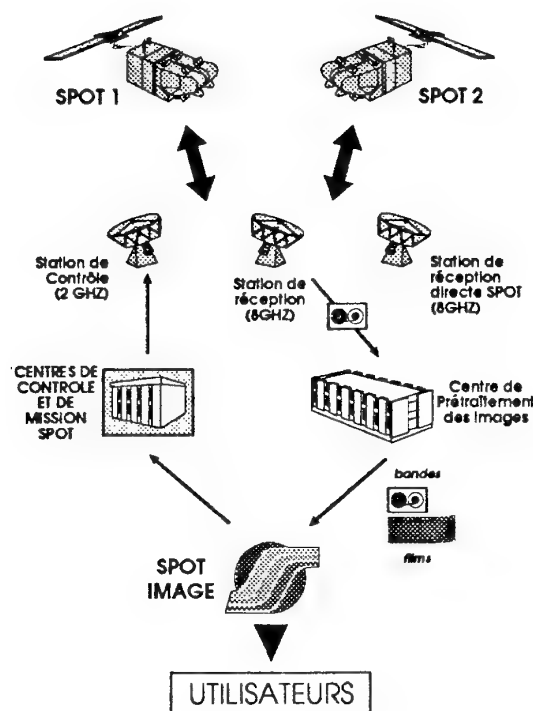 SPOT 1
SPOT 2
Station de
Contrôle
(2 GHZ)
Station de
réception
(8GHZ)
Station de
réception
directe SPOT
(8GHZ)
CENTRES DE
CONTROLE
ET DE
MISSION
SPOT
Centre de
Prétraîtement
des Images
bandes
films
SPOT
IMAGE
UTILISATEURS